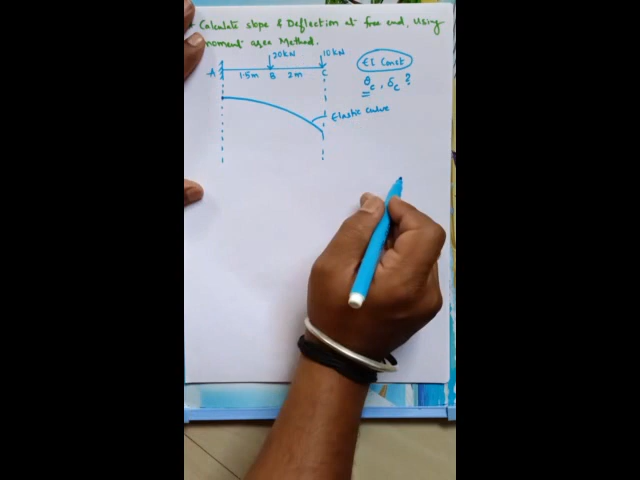 Calculate slope & Deflection at free end, Using
moment area Method.
20KN 10KN
A 1.5m B 2m C
EI Const
θc, δc ?
Elastic curve